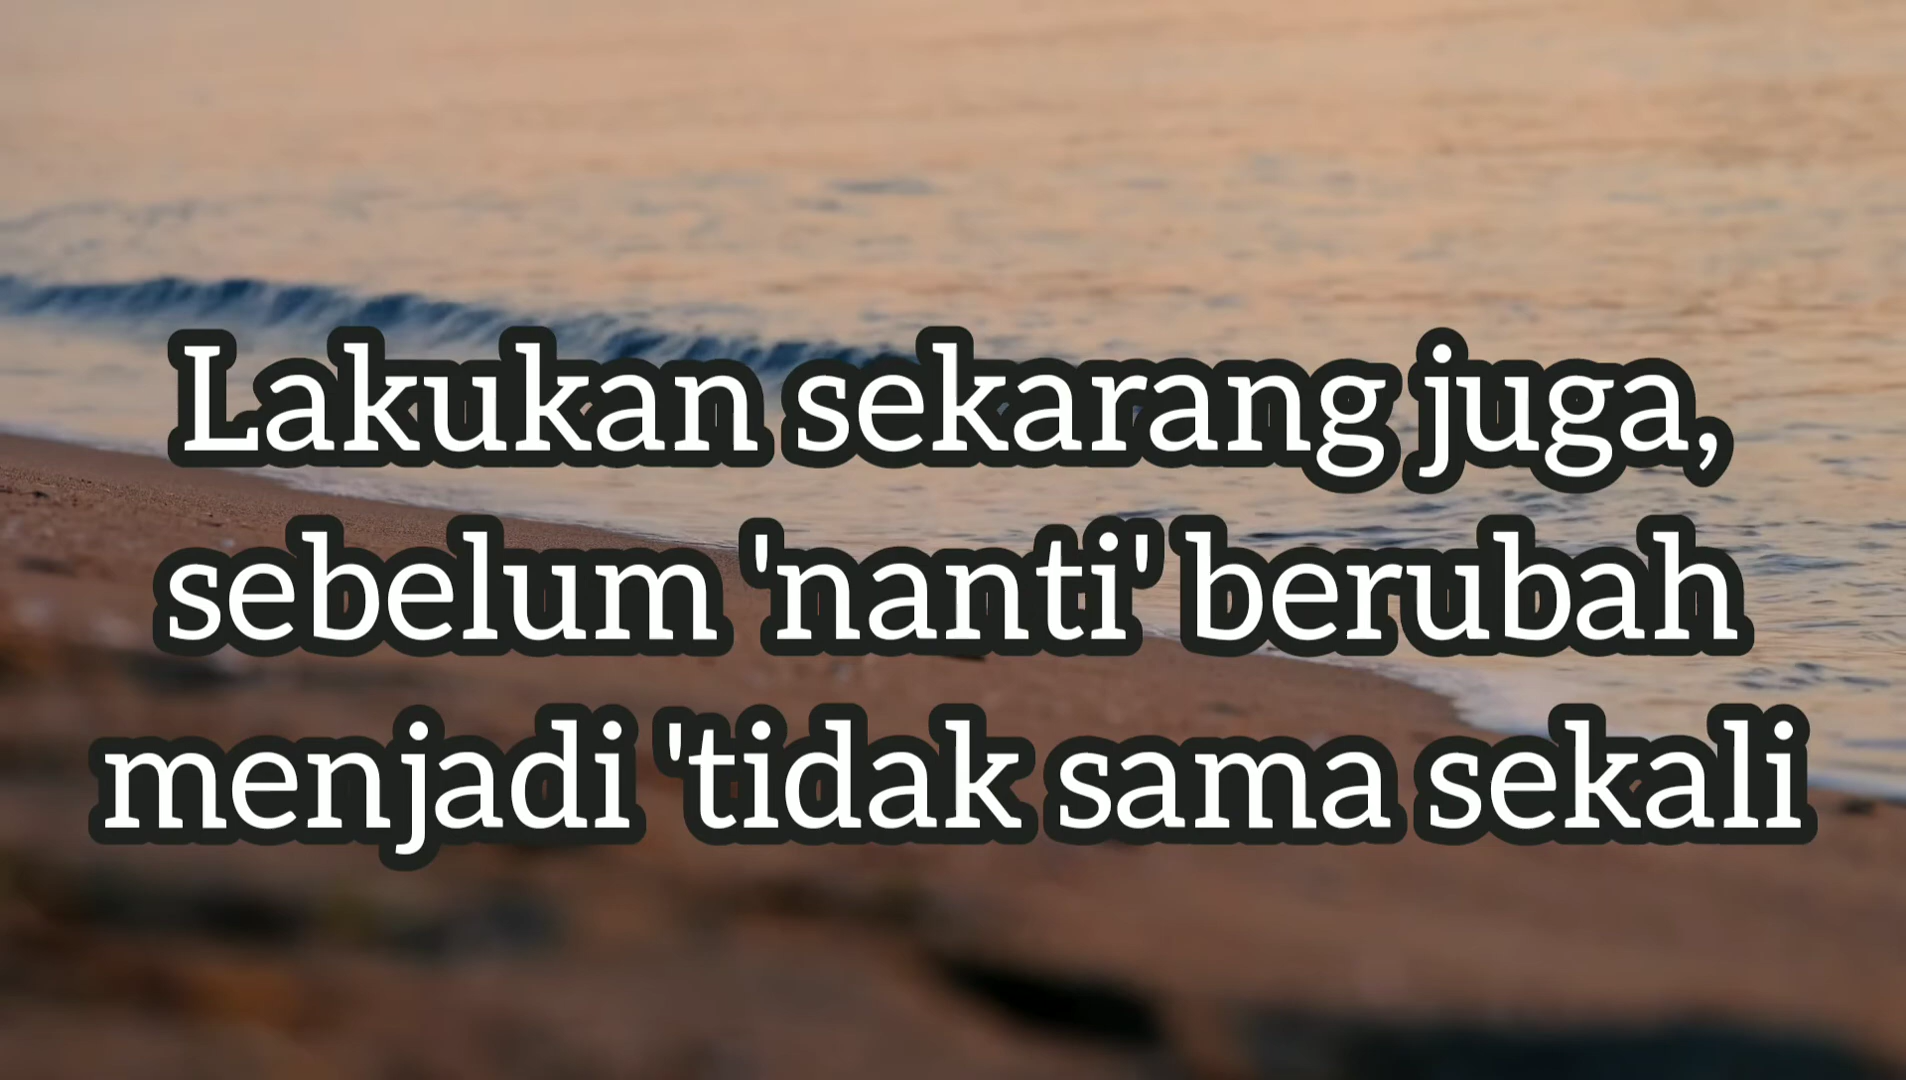 Lakukan sekarang juga,
sebelum 'nanti' berubah
menjadi 'tidak sama sekali